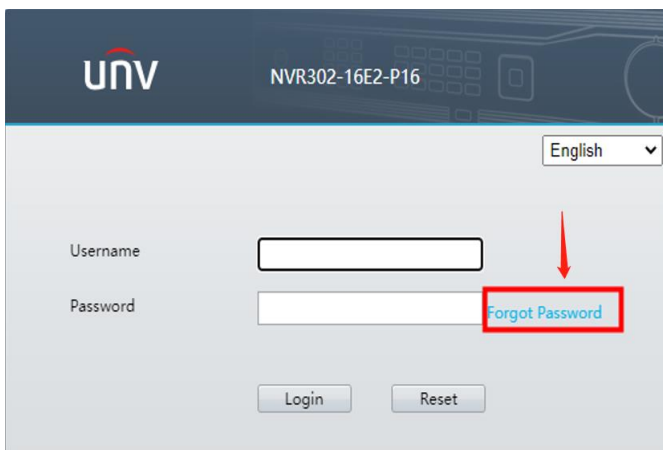 unv
NVR302-16E2-P16
English
Username
Password
Forgot Password
Login
Reset